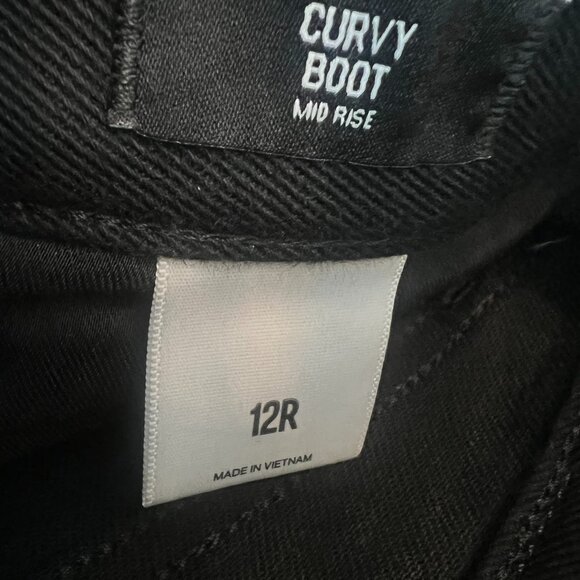 CURVY
BOOT
MID RISE
12R
MADE IN VIETNAM